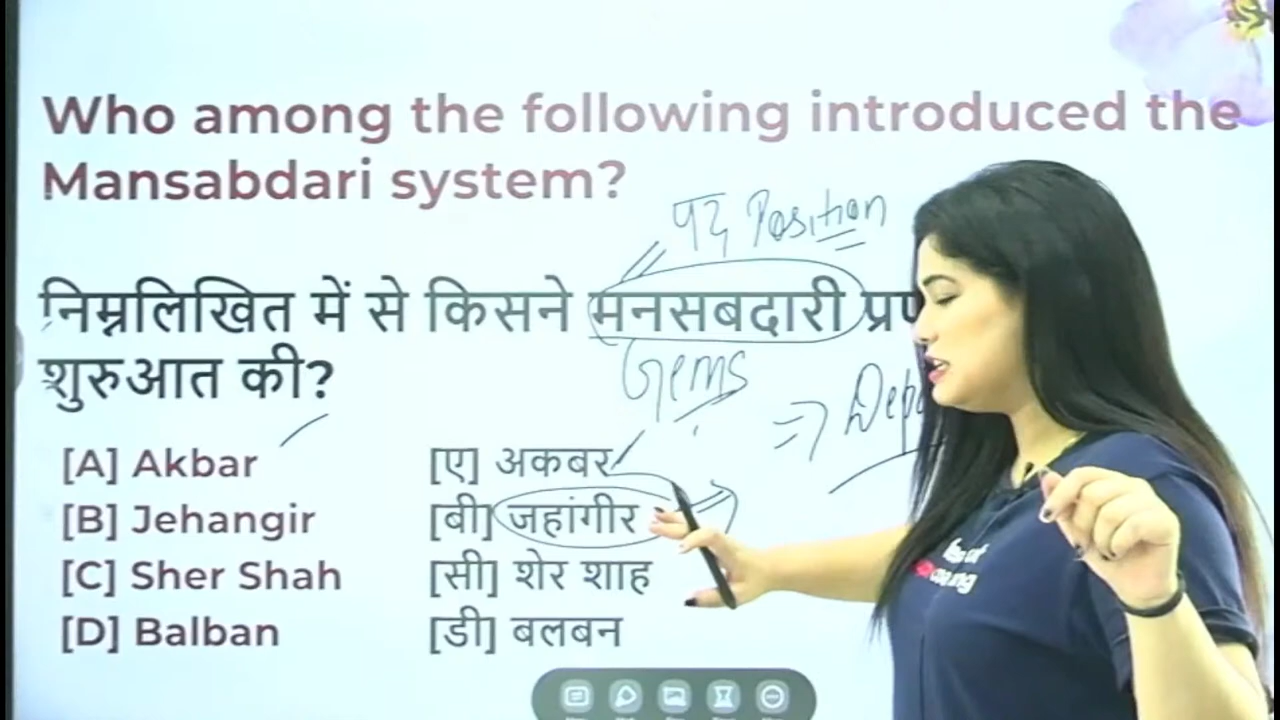 Who among the following introduced the
Mansabdari system?
पद Position
निम्नलिखित में से किसने मनसबदारी
शुरुआत की?
Gems
[A] Akbar [ए] अकबर
[B] Jehangir [बी] जहांगीर
[C] Sher Shah [सी] शेर शाह
[D] Balban [डी] बलबन